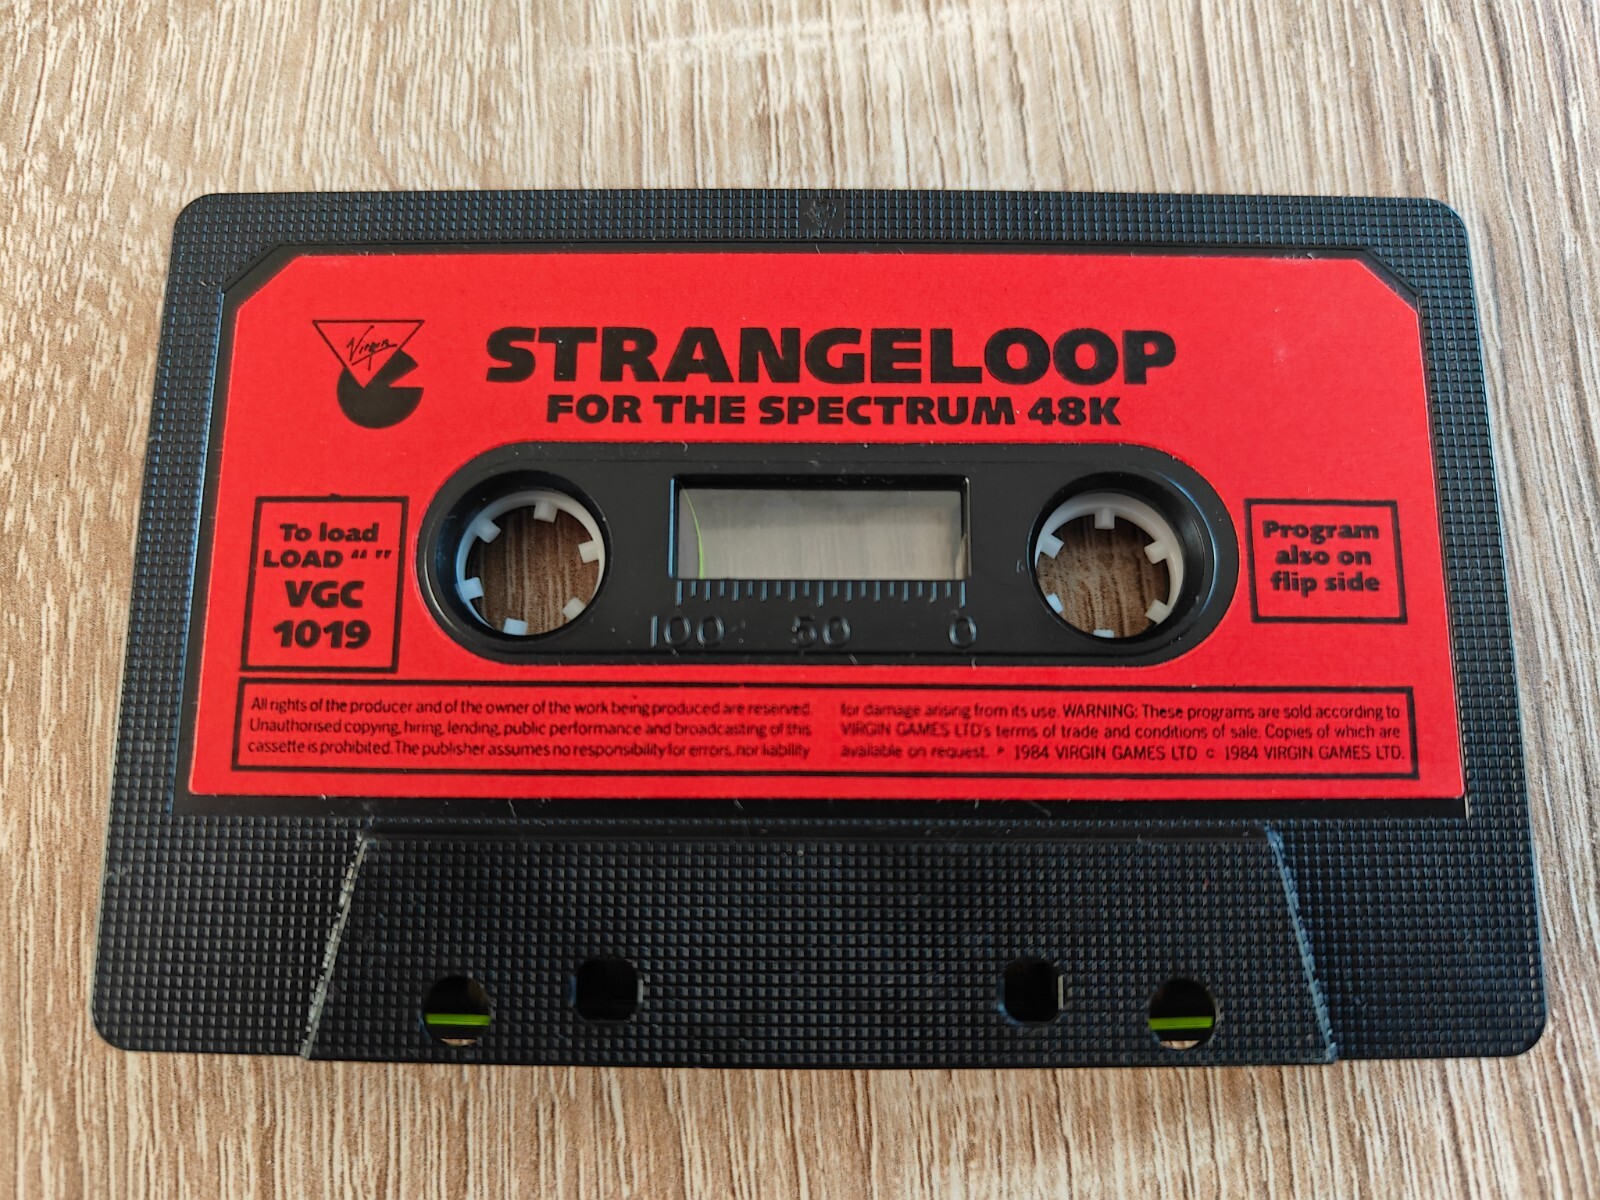 Virgin
STRANGELOOP
FOR THE SPECTRUM 48K
To load
LOAD “ ”
VGC
1019
Program
also on
flip side
100 50 0
All rights of the producer and of the owner of the work being produced are reserved.
Unauthorised copying, hiring, lending, public performance and broadcasting of this
cassette is prohibited. The publisher assumes no responsibility for errors, nor liability
for damage arising from its use. WARNING: These programs are sold according to
VIRGIN GAMES LTD's terms of trade and conditions of sale. Copies of which are
available on request. ℗ 1984 VIRGIN GAMES LTD © 1984 VIRGIN GAMES LTD.